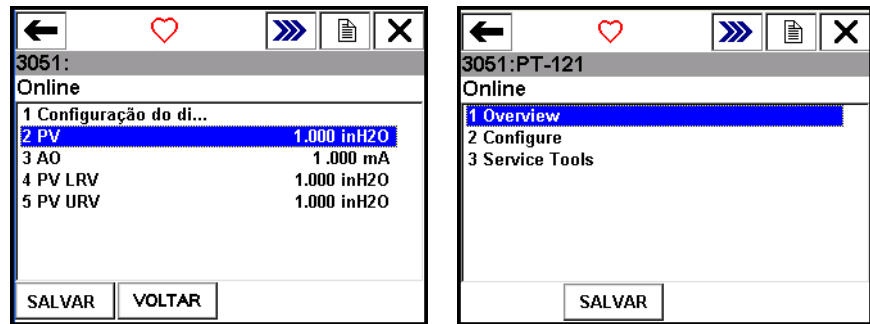 3051:
Online
1 Configuração do di...
2 PV 1.000 inH2O
3 AO 1.000 mA
4 PV LRV 1.000 inH2O
5 PV URV 1.000 inH2O
SALVAR VOLTAR
3051:PT-121
Online
1 Overview
2 Configure
3 Service Tools
SALVAR